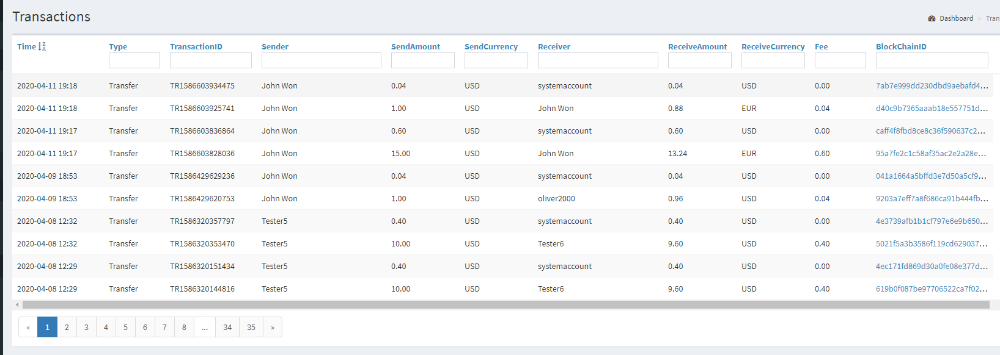 Transactions
Dashboard > Tran
Time Type TransactionID Sender SendAmount SendCurrency Receiver ReceiveAmount ReceiveCurrency Fee BlockChainID
2020-04-11 19:18 Transfer TR1586603934475 John Won 0.04 USD systemaccount 0.04 USD 0.00 7ab7e999dd230dbd9aebafd4...
2020-04-11 19:18 Transfer TR1586603925741 John Won 1.00 USD John Won 0.88 EUR 0.04 d40c9b7365aaab18e557751d...
2020-04-11 19:17 Transfer TR1586603836864 John Won 0.60 USD systemaccount 0.60 USD 0.00 caff4f8fbd8ce8c36f590637c2...
2020-04-11 19:17 Transfer TR1586603828036 John Won 15.00 USD John Won 13.24 EUR 0.60 95a7fe2c1c58af35ac2e2a28e...
2020-04-09 18:53 Transfer TR1586429629236 John Won 0.04 USD systemaccount 0.04 USD 0.00 041a1664a5bffd3e7d50a5cf9...
2020-04-09 18:53 Transfer TR1586429620753 John Won 1.00 USD oliver2000 0.96 USD 0.04 9203a7eff7a8f686ca91b444fb...
2020-04-08 12:32 Transfer TR1586320357797 Tester5 0.40 USD systemaccount 0.40 USD 0.00 4e3739afb1b1cf797e6e9b650...
2020-04-08 12:32 Transfer TR1586320353470 Tester5 10.00 USD Tester6 9.60 USD 0.40 5021f5a3b3586f119cd629037...
2020-04-08 12:29 Transfer TR1586320151434 Tester5 0.40 USD systemaccount 0.40 USD 0.00 4ec171fd869d30a0fe08e377d...
2020-04-08 12:29 Transfer TR1586320144816 Tester5 10.00 USD Tester6 9.60 USD 0.40 619b0f087be97706522ca7f02...
« 1 2 3 4 5 6 7 8 ... 34 35 »